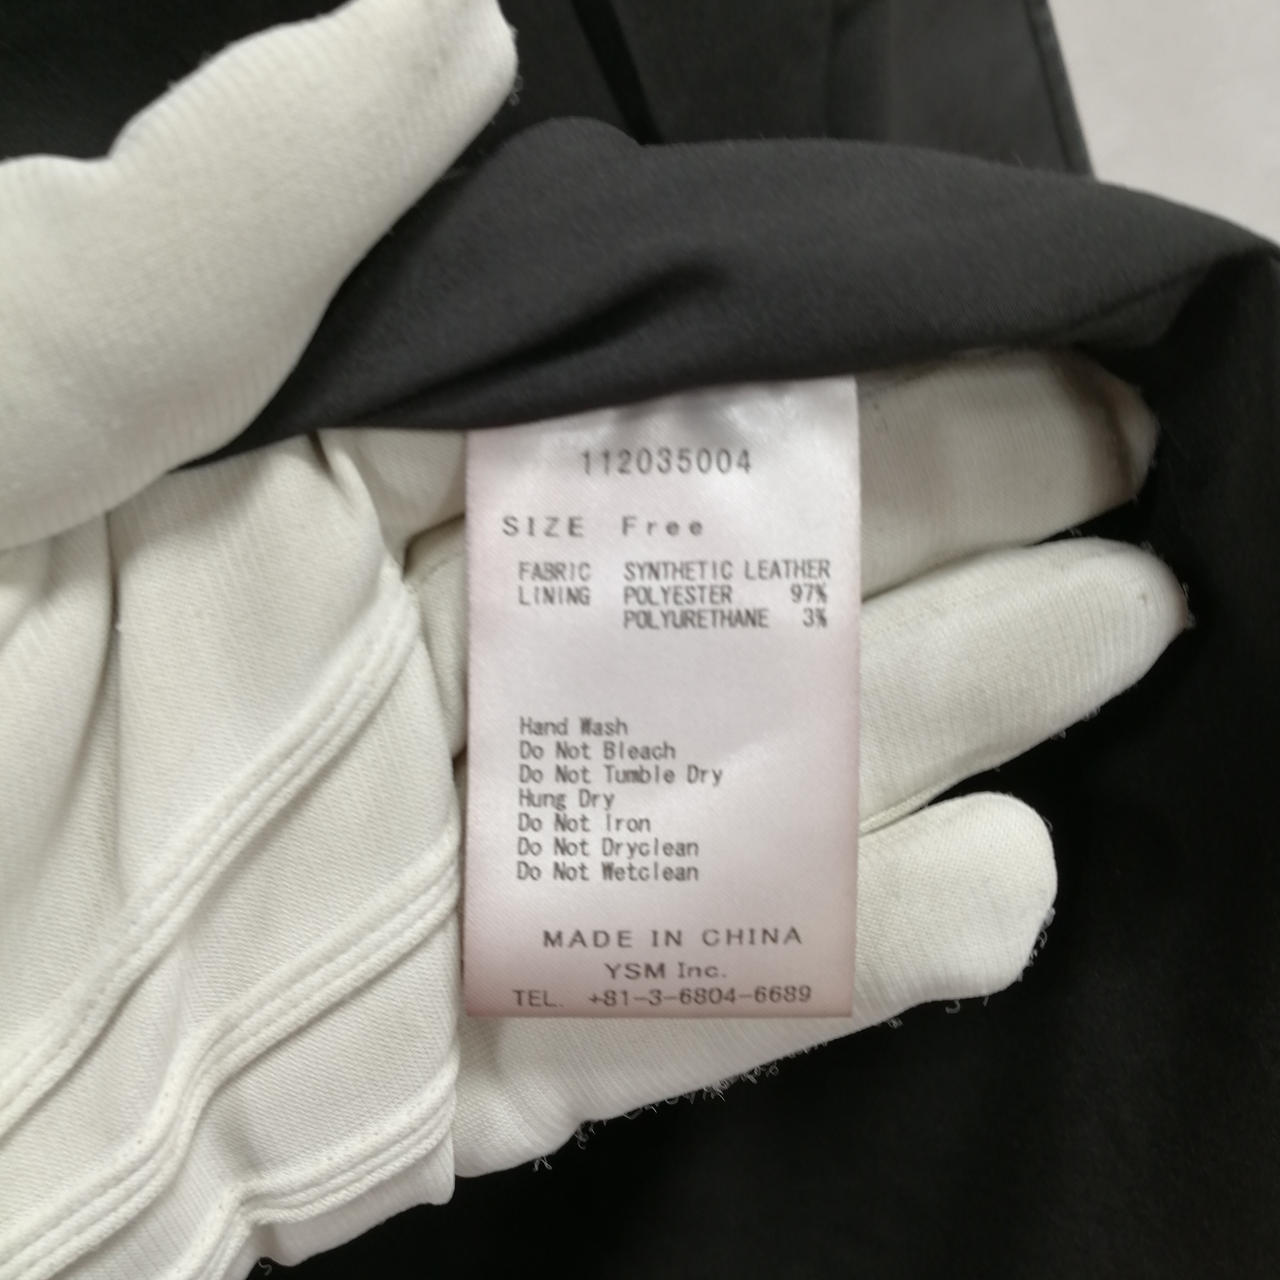 112035004
SIZE Free
FABRIC SYNTHETIC LEATHER
LINING POLYESTER 97%
POLYURETHANE 3%
Hand Wash
Do Not Bleach
Do Not Tumble Dry
Hung Dry
Do Not Iron
Do Not Dryclean
Do Not Wetclean
MADE IN CHINA
YSM Inc.
TEL. +81-3-6804-6689